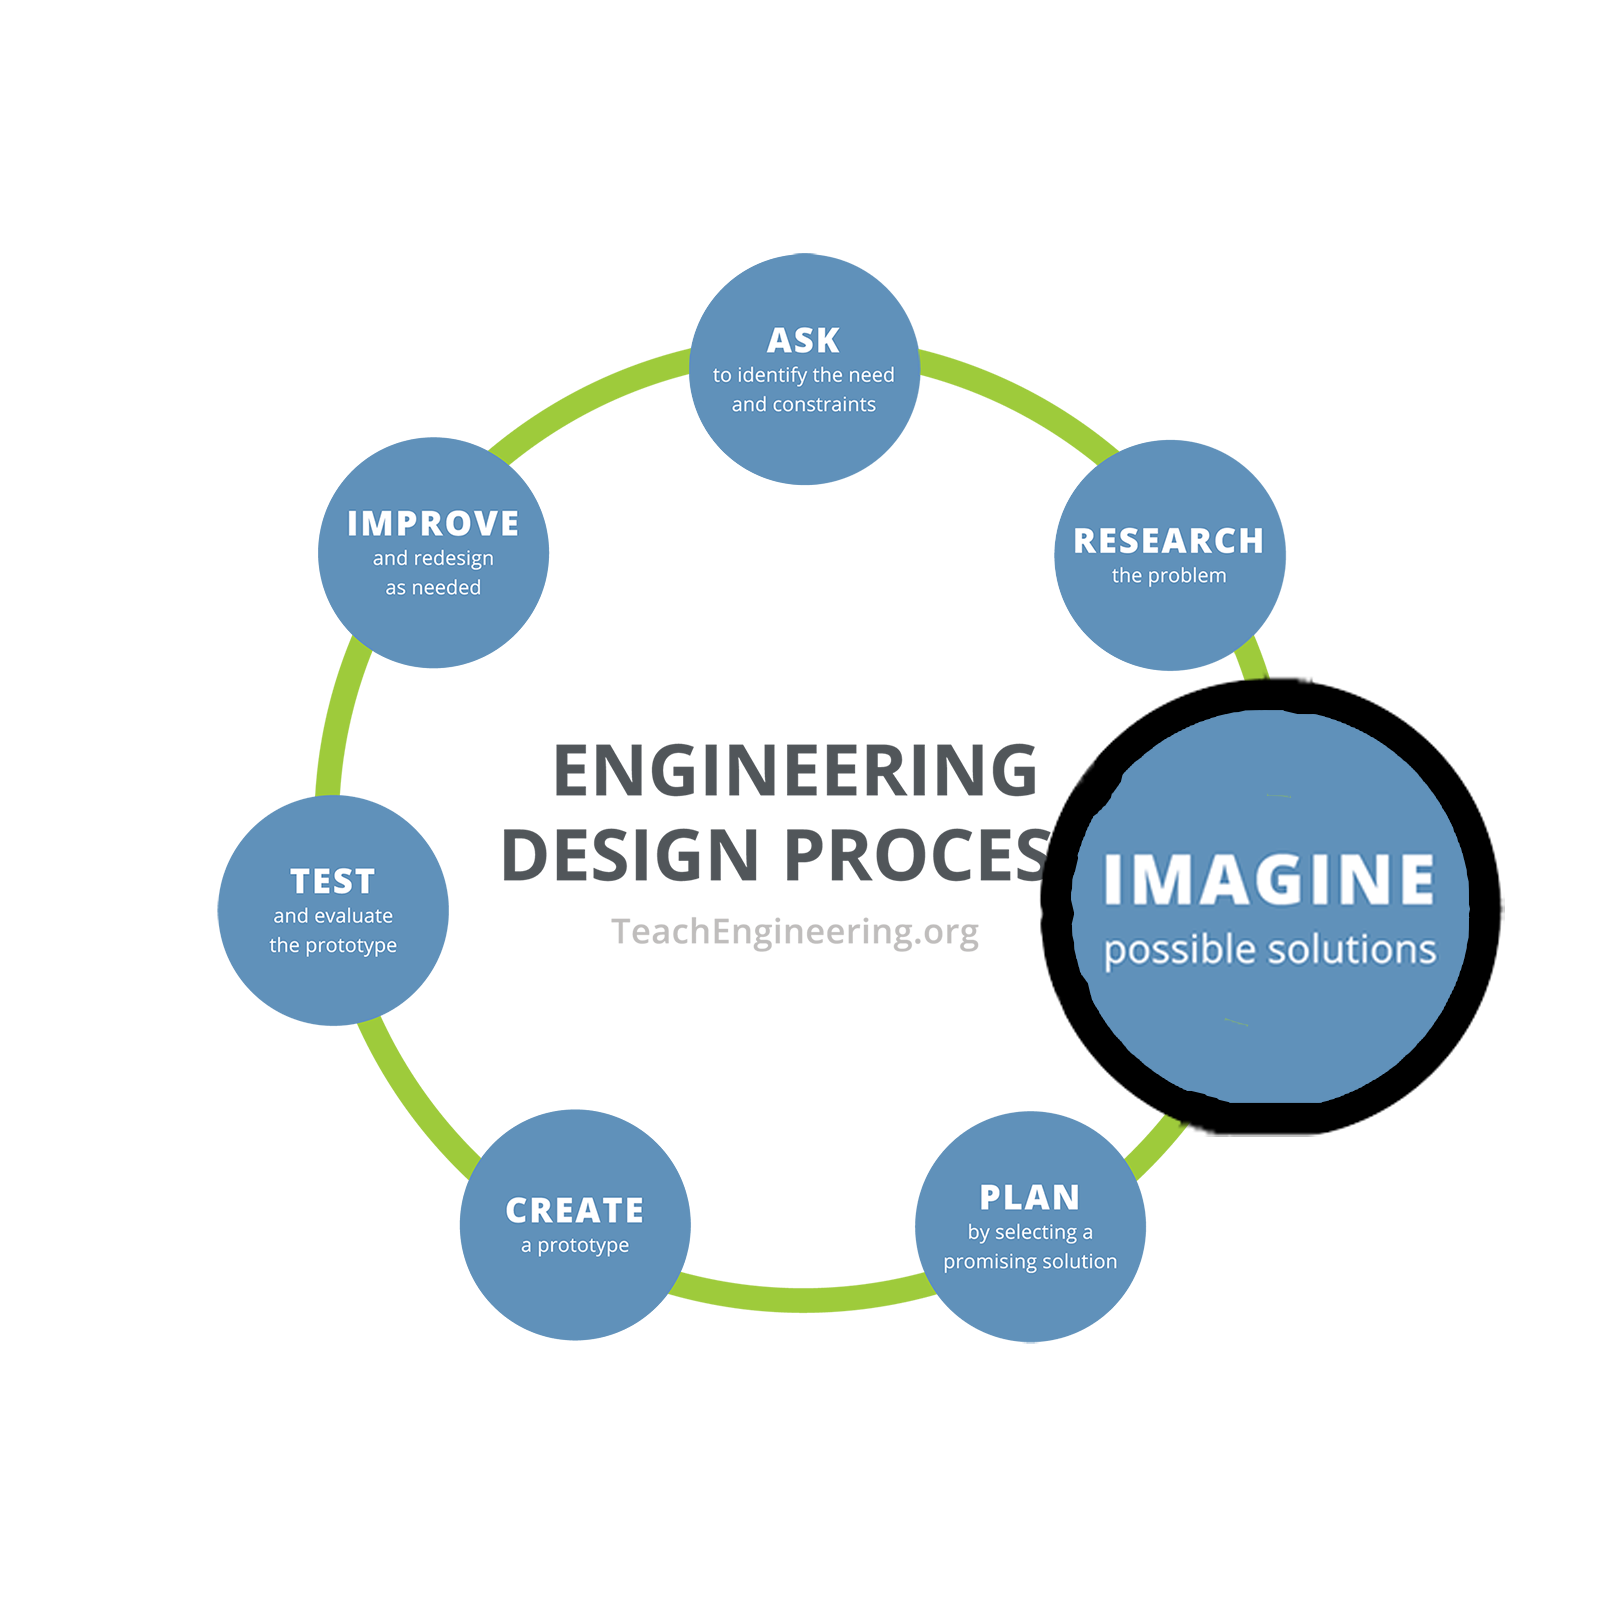 ASK
to identify the need
and constraints
RESEARCH
the problem
IMAGINE
possible solutions
PLAN
by selecting a
promising solution
CREATE
a prototype
TEST
and evaluate
the prototype
IMPROVE
and redesign
as needed
ENGINEERING
DESIGN PROCES
TeachEngineering.org